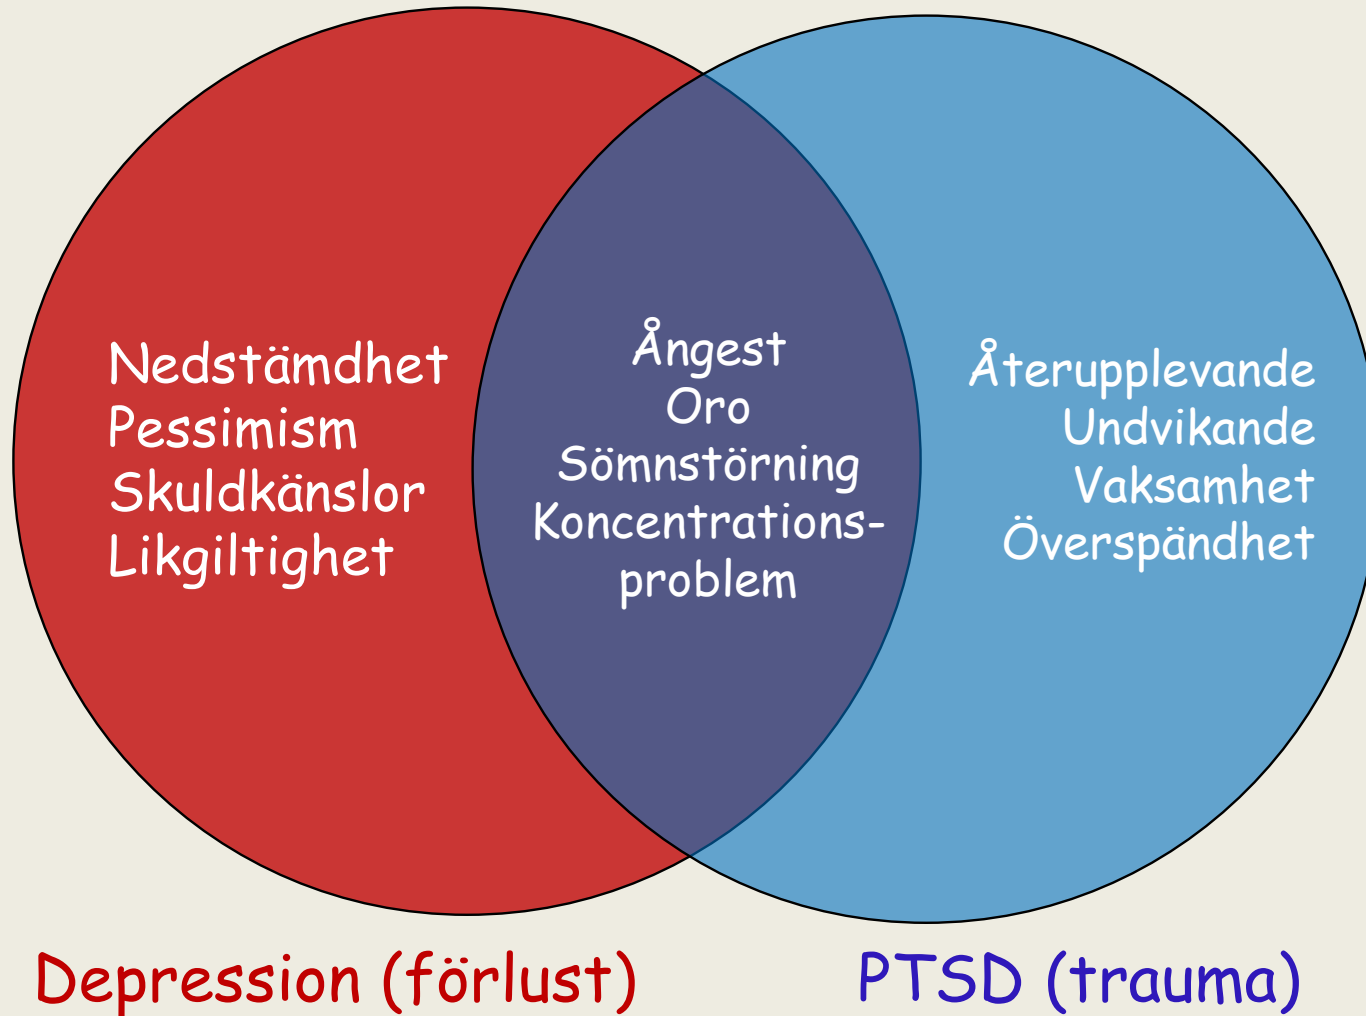 Nedstämdhet
Pessimism
Skuldkänslor
Likgiltighet
Ångest
Oro
Sömnstörning
Koncentrations-
problem
Återupplevande
Undvikande
Vaksamhet
Överspändhet
Depression (förlust)
PTSD (trauma)